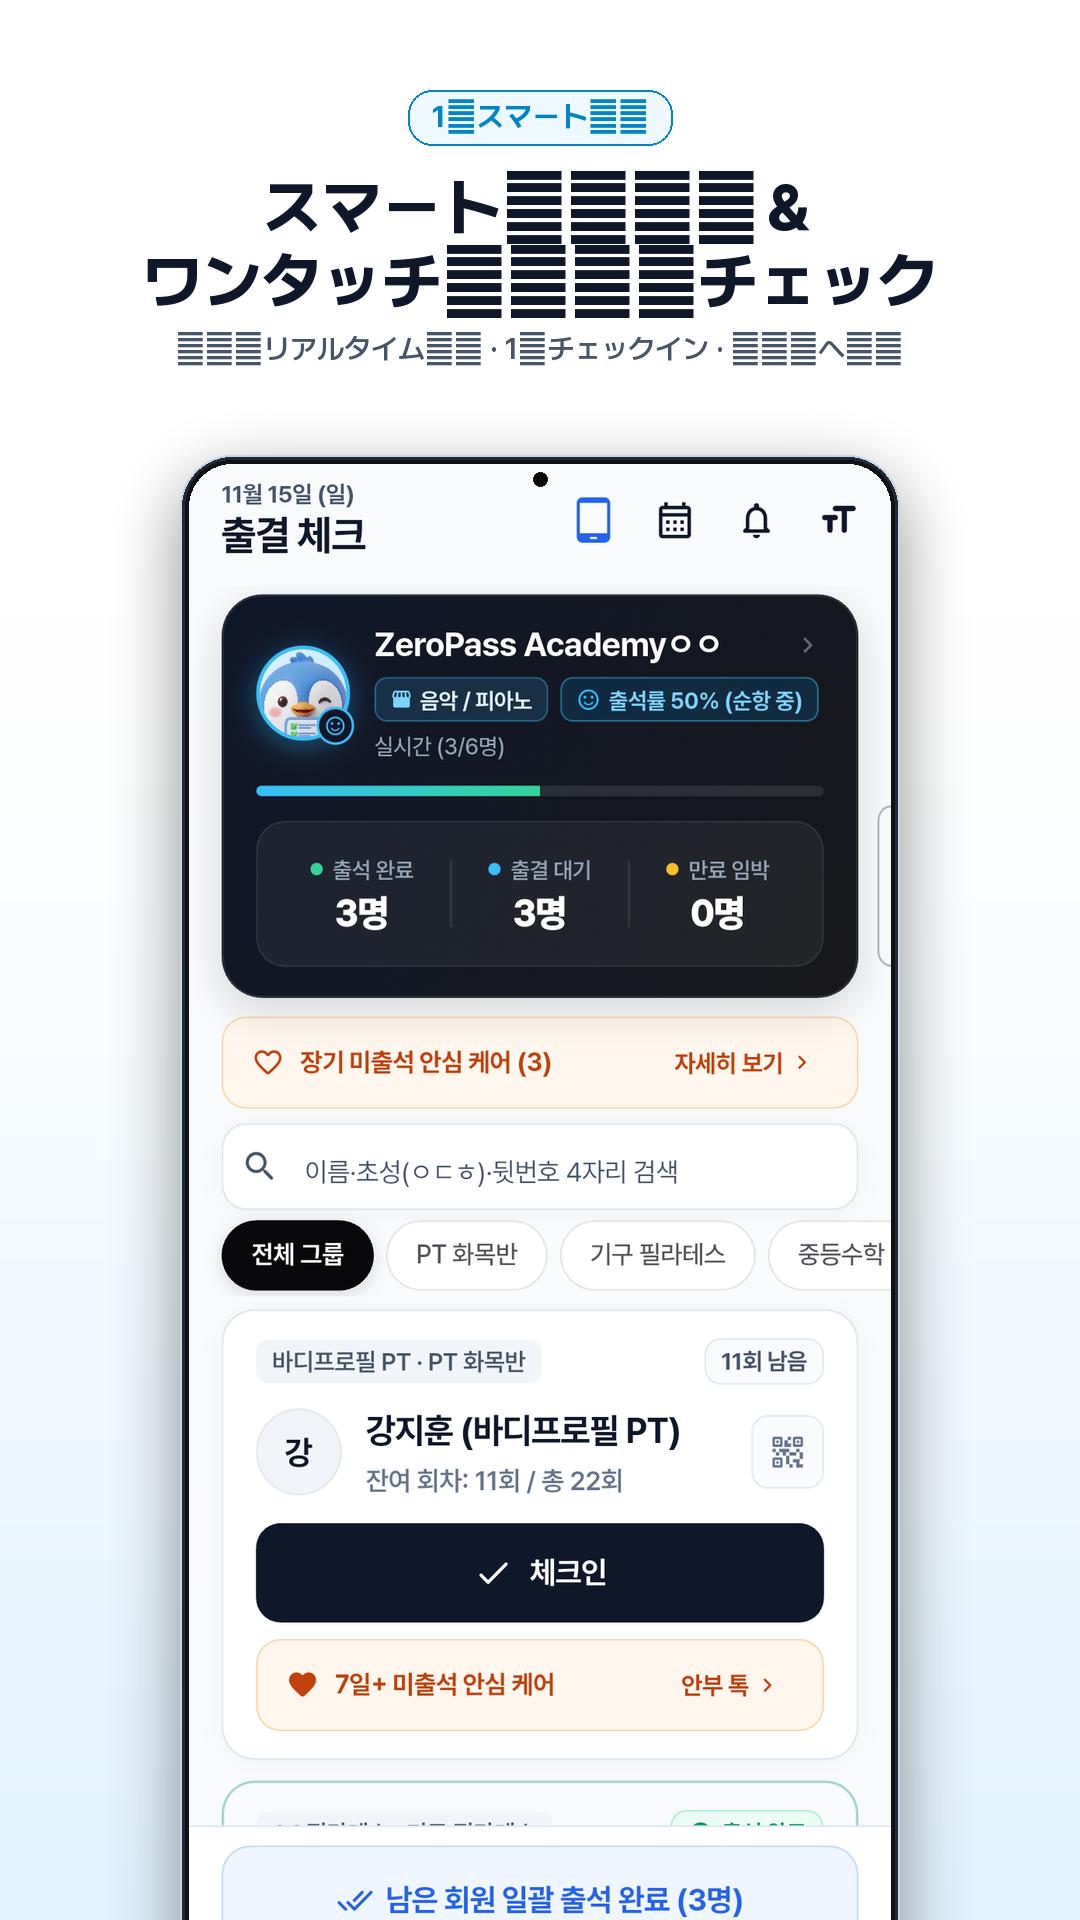 スマート &
ワンタッチ チェック
リアルタイム · 1 チェックイン · へ
11월 15일 (일)
출결 체크
ZeroPass Academyㅇㅇ
음악 / 피아노
출석률 50% (순항 중)
실시간 (3/6명)
출석 완료
출결 대기
만료 임박
3명
3명
0명
장기 미출석 안심 케어 (3)
자세히 보기
이름·초성(ㅇㄷㅎ)·뒷번호 4자리 검색
전체 그룹
PT 화목반
기구 필라테스
중등수학
바디프로필 PT · PT 화목반
11회 남음
강
강지훈 (바디프로필 PT)
잔여 회차: 11회 / 총 22회
체크인
7일+ 미출석 안심 케어
안부 톡
남은 회원 일괄 출석 완료 (3명)